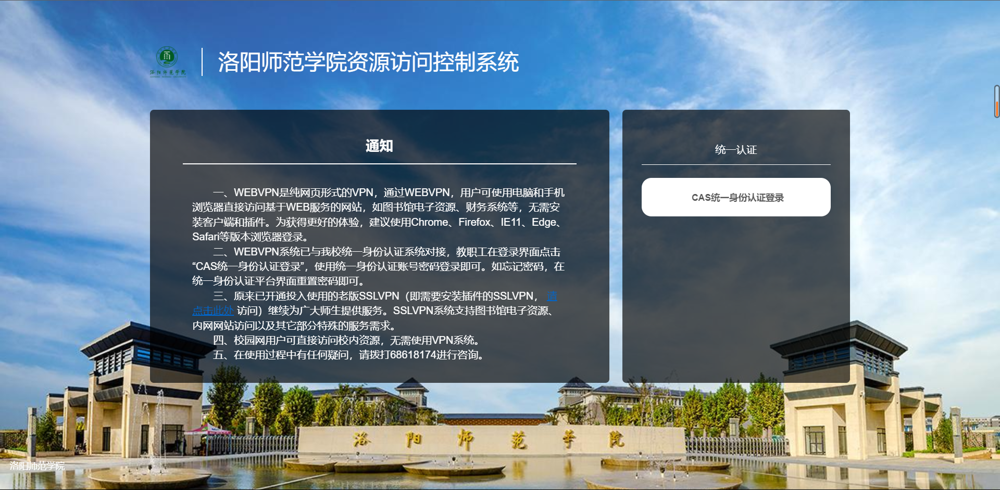 洛阳师范学院
洛阳师范学院资源访问控制系统
通知
一、WEBVPN是纯网页形式的VPN，通过WEBVPN，用户可使用电脑和手机
浏览器直接访问基于WEB服务的网站，如图书馆电子资源、财务系统等，无需安
装客户端和插件。为获得更好的体验，建议使用Chrome、Firefox、IE11、Edge、
Safari等版本浏览器登录。
二、WEBVPN系统已与我校统一身份认证系统对接，教职工在登录界面点击
“CAS统一身份认证登录”，使用统一身份认证账号密码登录即可。如忘记密码，在
统一身份认证平台界面重置密码即可。
三、原来已开通投入使用的老版SSLVPN（即需要安装插件的SSLVPN， 请
点击此处 访问）继续为广大师生提供服务。SSLVPN系统支持图书馆电子资源、
内网网站访问以及其它部分特殊的服务需求。
四、校园网用户可直接访问校内资源，无需使用VPN系统。
五、在使用过程中有任何疑问，请拨打68618174进行咨询。
统一认证
CAS统一身份认证登录
洛阳师范学院
洛阳师范学院